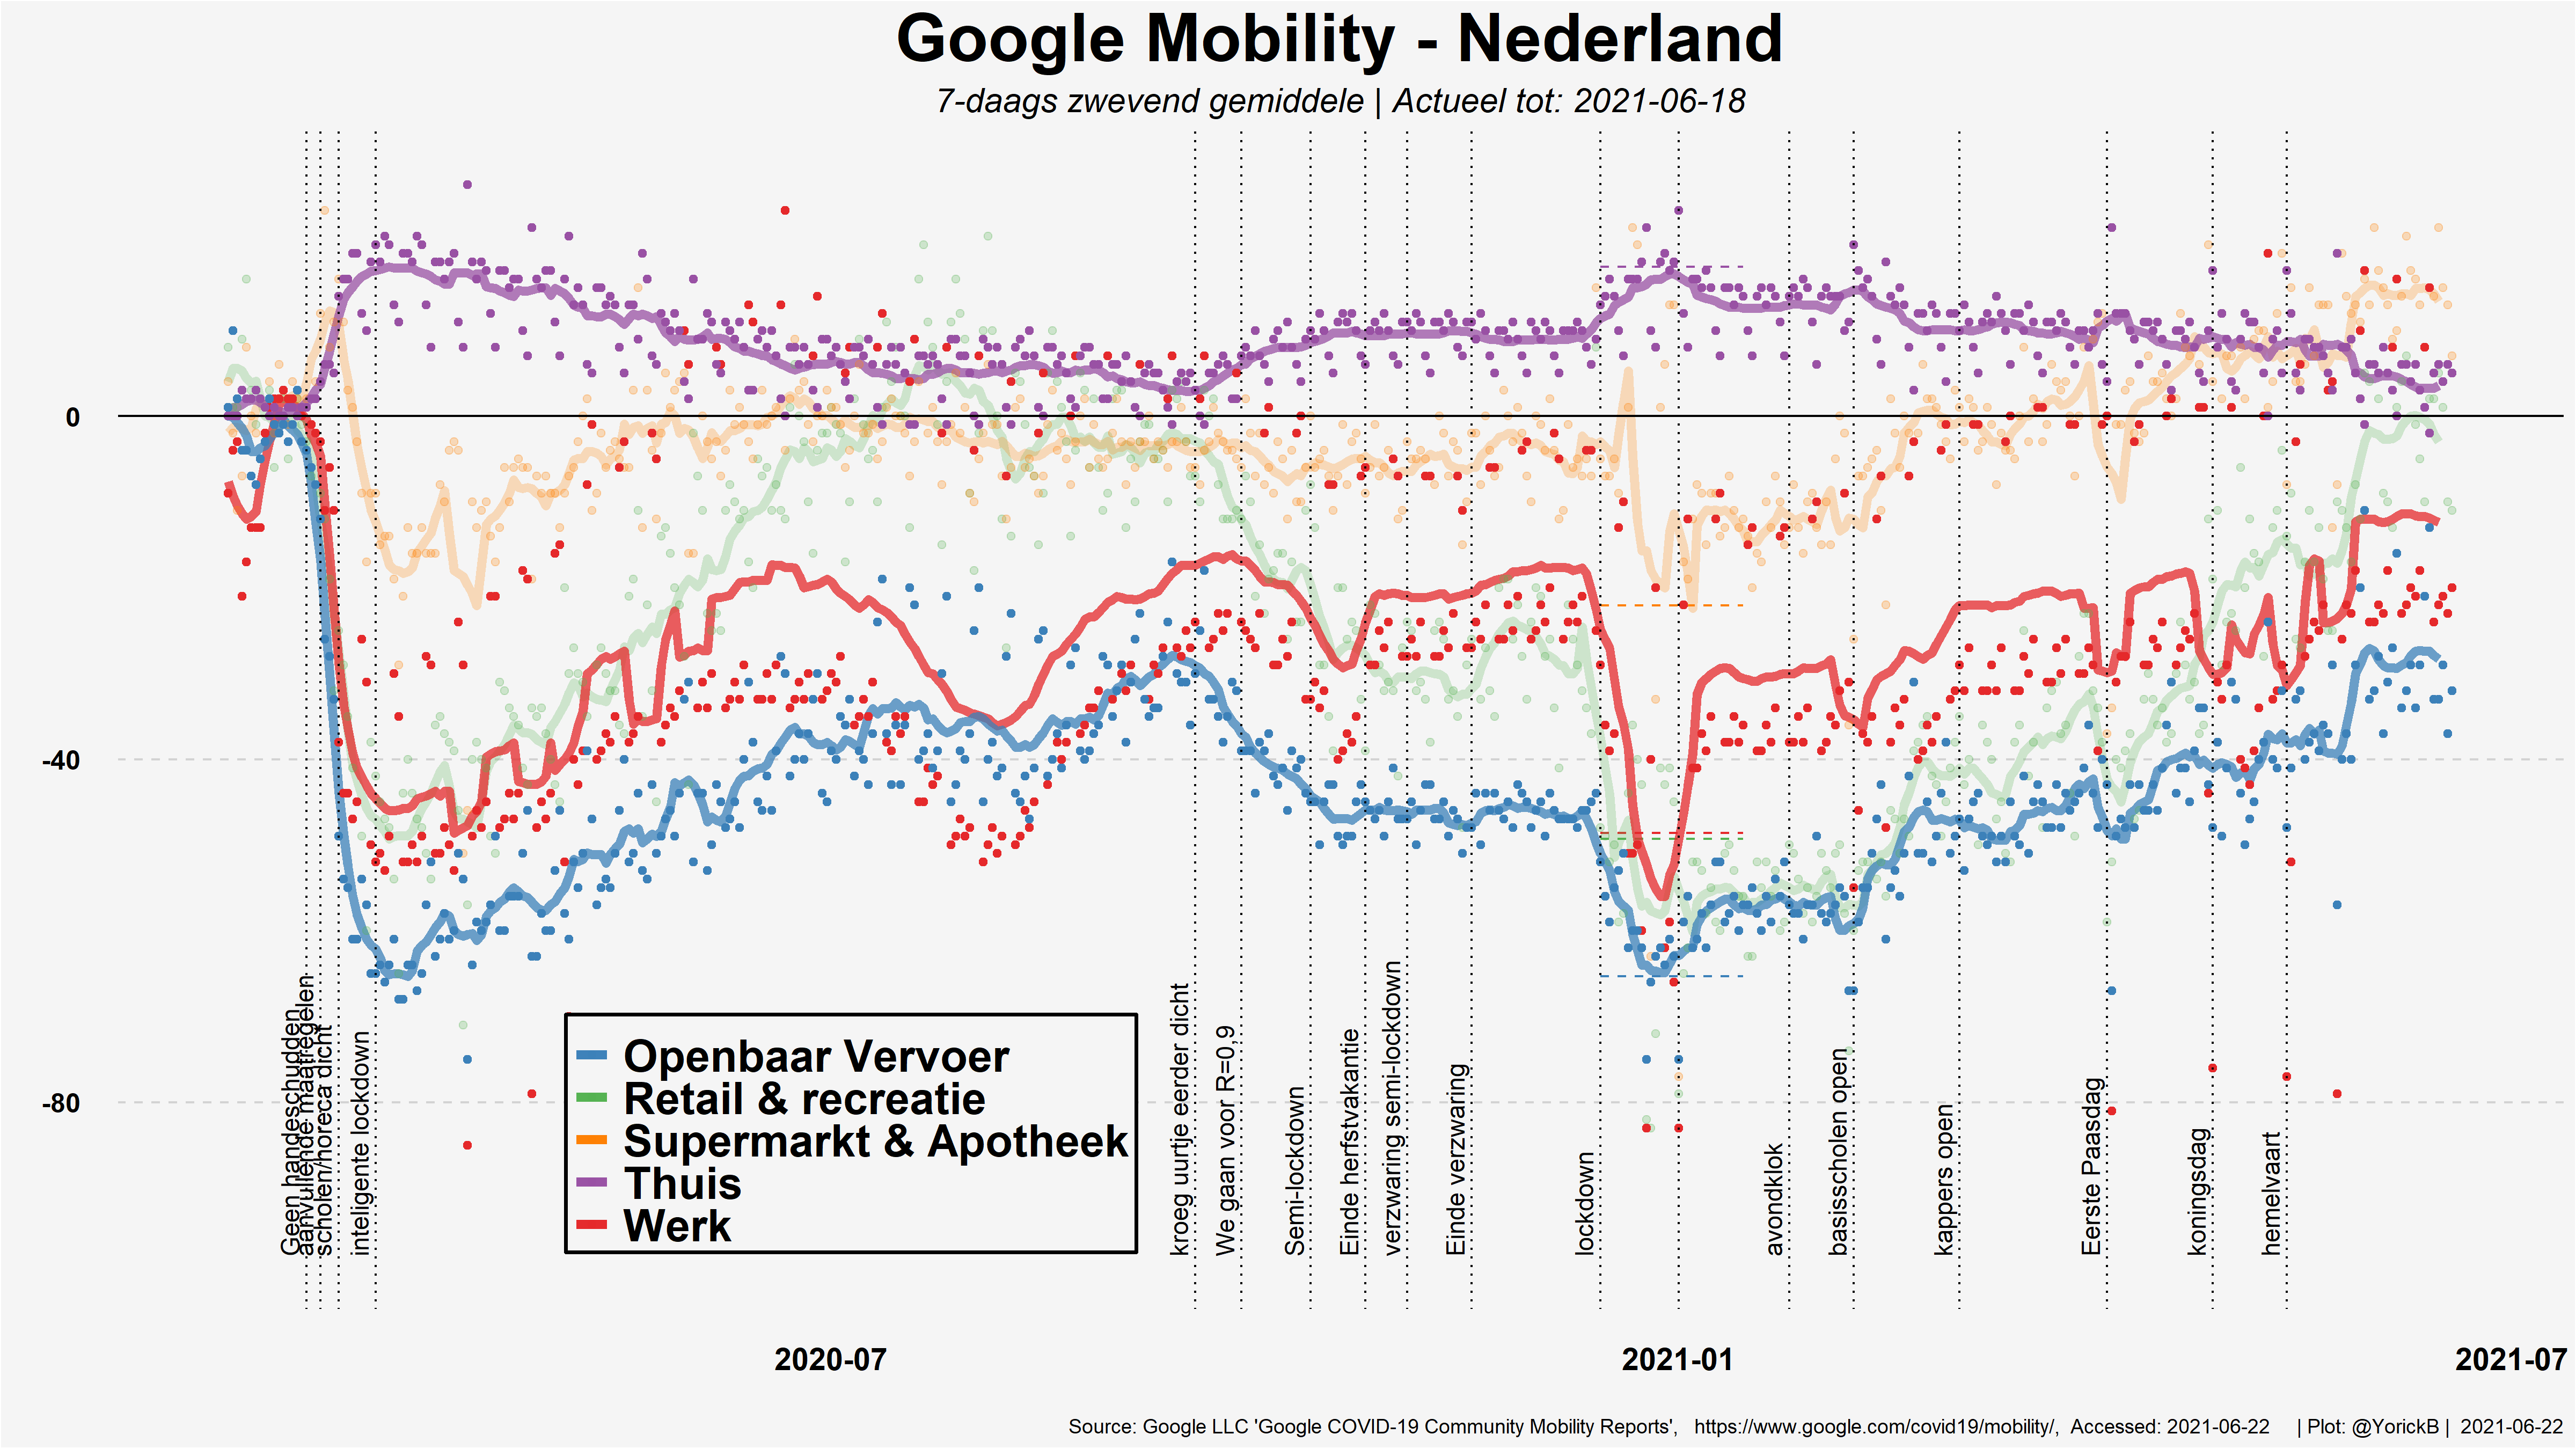 Google Mobility - Nederland
7-daags zwevend gemiddele | Actueel tot: 2021-06-18
0
-40
-80
Geen handeschudden
aanvullende maatregelen
scholen/horeca dicht
inteligente lockdown
kroeg uurtje eerder dicht
We gaan voor R=0,9
Semi-lockdown
Einde herfstvakantie
verzwaring semi-lockdown
Einde verzwaring
lockdown
avondklok
basisscholen open
kappers open
Eerste Paasdag
koningsdag
hemelvaart
Openbaar Vervoer
Retail & recreatie
Supermarkt & Apotheek
Thuis
Werk
2020-07
2021-01
2021-07
Source: Google LLC 'Google COVID-19 Community Mobility Reports', https://www.google.com/covid19/mobility/, Accessed: 2021-06-22 | Plot: @YorickB | 2021-06-22